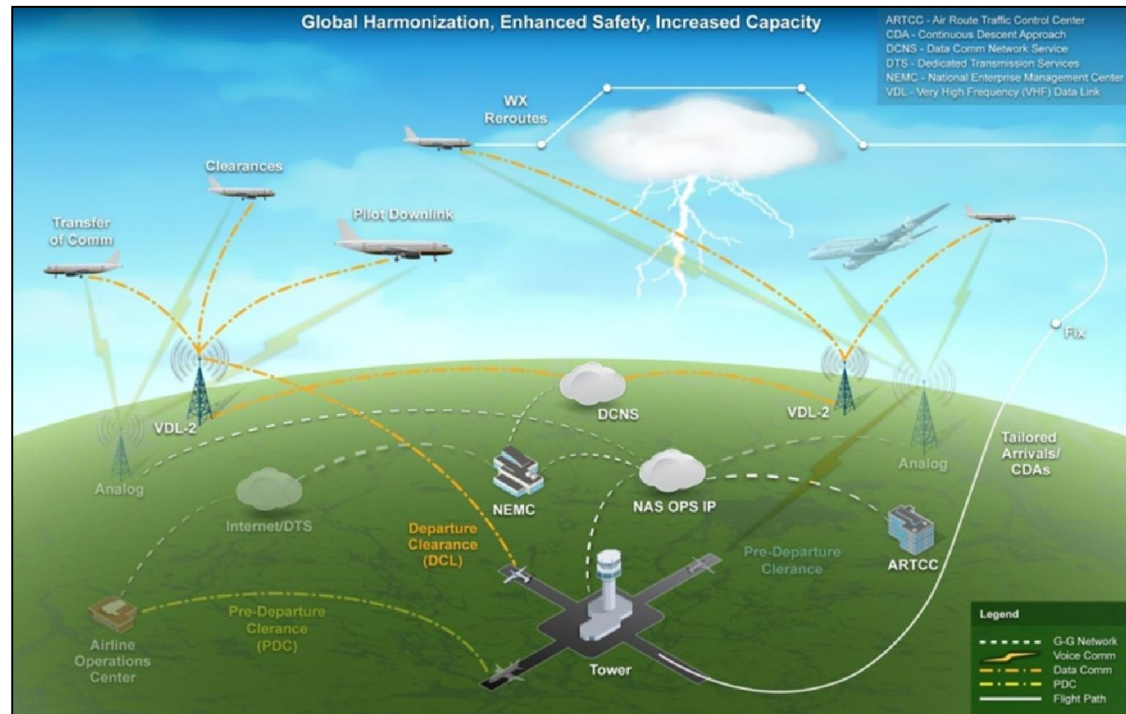 Global Harmonization, Enhanced Safety, Increased Capacity
ARTCC - Air Route Traffic Control Center
CDA - Continuous Descent Approach
DCNS - Data Comm Network Service
DTS - Dedicated Transmission Services
NEMC - National Enterprise Management Center
VDL - Very High Frequency (VHF) Data Link
WX
Reroutes
Clearances
Pilot Downlink
Transfer
of Comm
Fix
VDL-2
DCNS
VDL-2
Analog
Internet/DTS
NEMC
NAS OPS IP
Analog
Tailored
Arrivals/
CDAs
Departure
Clearance
(DCL)
Pre-Departure
Clerance
ARTCC
Pre-Departure
Clerance
(PDC)
Airline
Operations
Center
Tower
Legend
G-G Network
Voice Comm
Data Comm
PDC
Flight Path